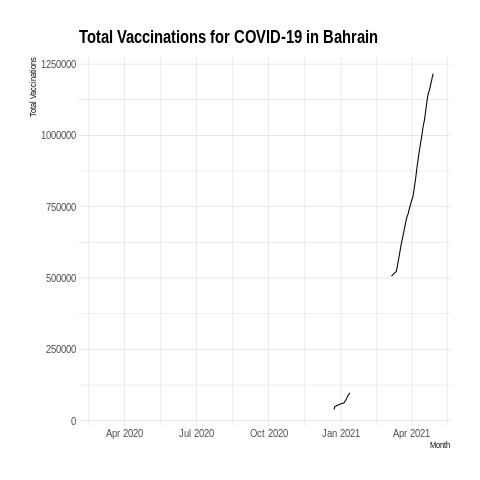 Total Vaccinations for COVID-19 in Bahrain
Total Vaccinations
1250000
1000000
750000
500000
250000
0
Apr 2020 Jul 2020 Oct 2020 Jan 2021 Apr 2021
Month